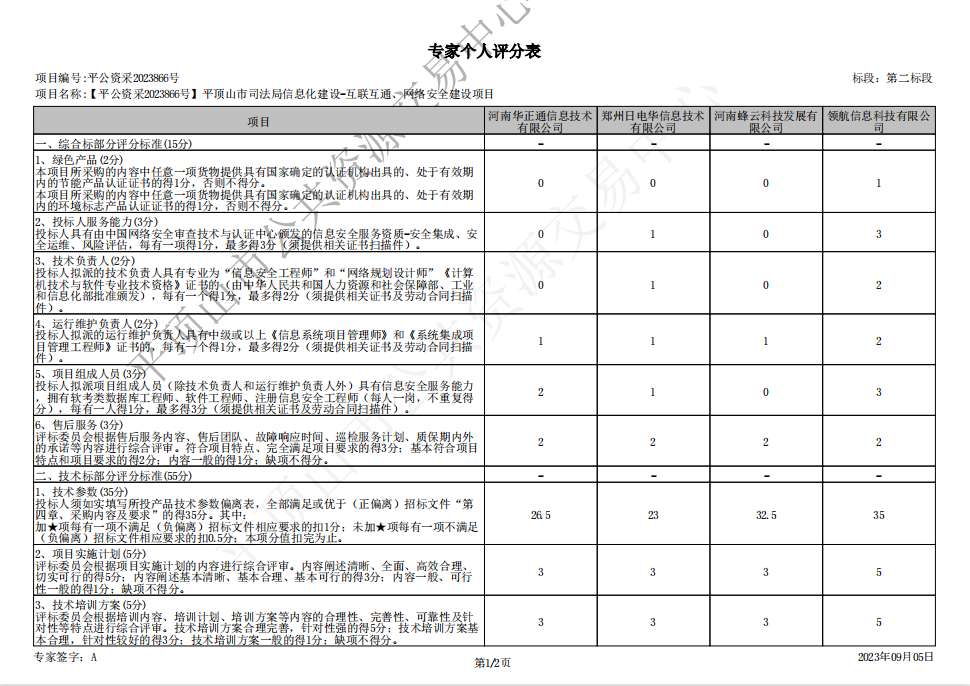 专家个人评分表
项目编号:平公资采2023866号
标段：第二标段
项目名称:【平公资采2023866号】平顶山市司法局信息化建设-互联互通、网络安全建设项目
项目
河南华正通信息技术有限公司
郑州日电华信息技术有限公司
河南蜂云科技发展有限公司
领航信息科技有限公司
一、综合标部分评分标准(15分) - - - -
1、绿色产品(2分)
本项目所采购的内容中任意一项货物提供具有国家确定的认证机构出具的、处于有效期
内的节能产品认证证书的得1分，否则不得分。
本项目所采购的内容中任意一项货物提供具有国家确定的认证机构出具的、处于有效期
内的环境标志产品认证证书的得1分，否则不得分。
0 0 0 1
2、投标人服务能力(3分)
投标人具有由中国网络安全审查技术与认证中心颁发的信息安全服务资质-安全集成、安
全运维、风险评估，每有一项得1分，最多得3分（须提供相关证书扫描件）。
0 1 0 3
3、技术负责人(2分)
投标人拟派的技术负责人具有专业为“信息安全工程师”和“网络规划设计师”《计算
机技术与软件专业技术资格》证书的（由中华人民共和国人力资源和社会保障部、工业
和信息化部批准颁发），每有一个得1分，最多得2分（须提供相关证书及劳动合同扫描
件）。
0 1 0 2
4、运行维护负责人(2分)
投标人拟派的运行维护负责人具有中级或以上《信息系统项目管理师》和《系统集成项
目管理工程师》证书的，每有一个得1分，最多得2分（须提供相关证书及劳动合同扫描
件）。
1 1 1 2
5、项目组成人员(3分)
投标人拟派项目组成人员（除技术负责人和运行维护负责人外）具有信息安全服务能力
，拥有软考类数据库工程师、软件工程师、注册信息安全工程师（每人一岗，不重复得
分），每有一人得1分，最多得3分（须提供相关证书及劳动合同扫描件）。
2 1 0 3
6、售后服务(3分)
评标委员会根据售后服务内容、售后团队、故障响应时间、巡检服务计划、质保期内外
的承诺等内容进行综合评审。符合项目特点、完全满足项目要求的得3分；基本符合项目
特点和项目要求的得2分；内容一般的得1分；缺项不得分。
2 2 2 2
二、技术标部分评分标准(55分) - - - -
1、技术参数(35分)
投标人须如实填写所投产品技术参数偏离表，全部满足或优于（正偏离）招标文件“第
四章、采购内容及要求”的得35分。其中：
加★项每有一项不满足（负偏离）招标文件相应要求的扣1分；未加★项每有一项不满足
（负偏离）招标文件相应要求的扣0.5分；本项分值扣完为止。
26.5 23 32.5 35
2、项目实施计划(5分)
评标委员会根据项目实施计划的内容进行综合评审。内容阐述清晰、全面、高效合理、
切实可行的得5分；内容阐述基本清晰、基本合理、基本可行的得3分；内容一般、可行
性一般的得1分；缺项不得分。
3 3 3 5
3、技术培训方案(5分)
评标委员会根据培训内容、培训计划、培训方案等内容的合理性、完善性、可靠性及针
对性等特点进行综合评审。技术培训方案合理完善，针对性强的得5分；技术培训方案基
本合理，针对性较好的得3分；技术培训方案一般的得1分；缺项不得分。
3 3 3 5
专家签字：A
第1/2页
2023年09月05日
平顶山市公共资源交易中心
平顶山市公共资源交易中心